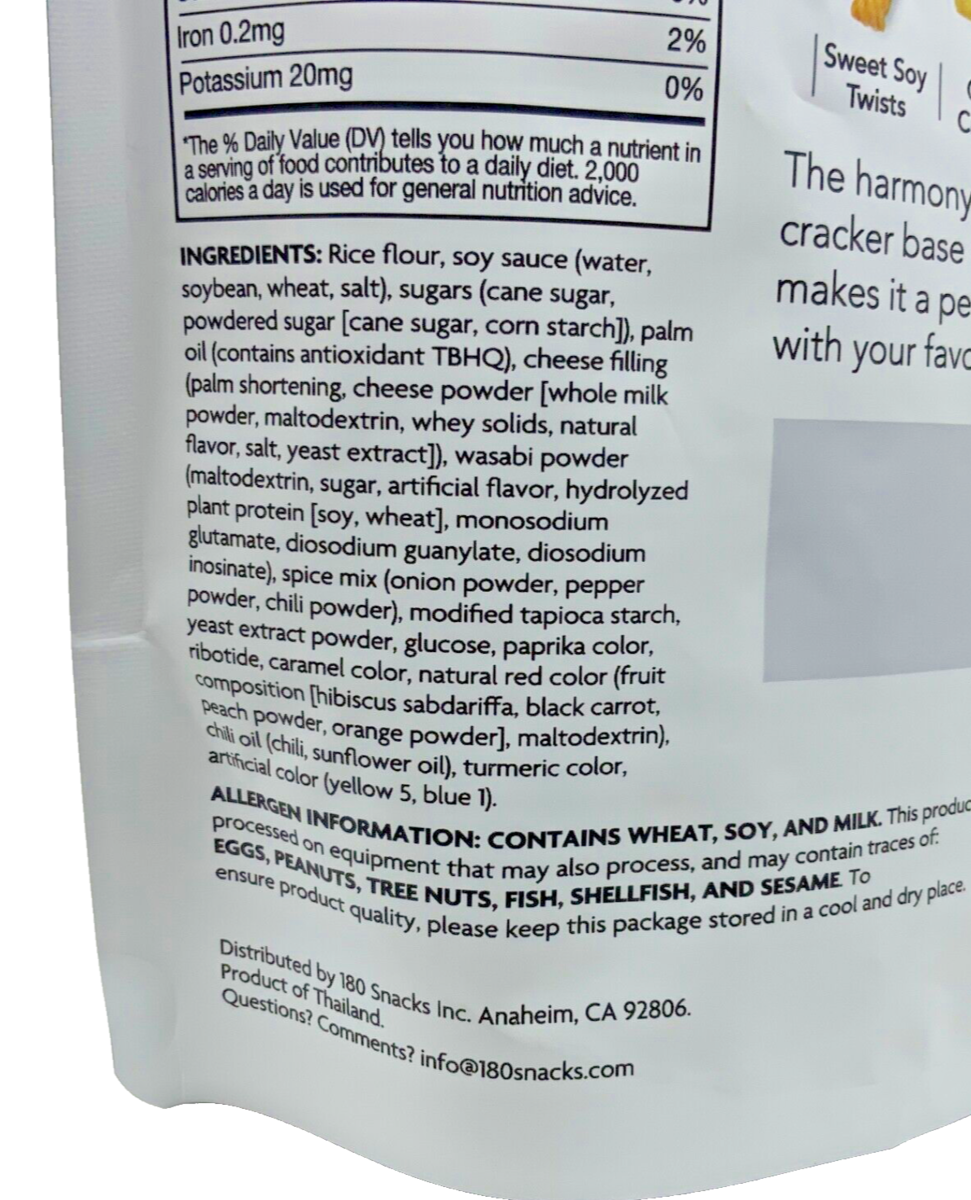 Iron 0.2mg 2%
Potassium 20mg 0%
*The % Daily Value (DV) tells you how much a nutrient in
a serving of food contributes to a daily diet. 2,000
calories a day is used for general nutrition advice.
INGREDIENTS: Rice flour, soy sauce (water,
soybean, wheat, salt), sugars (cane sugar,
powdered sugar [cane sugar, corn starch]), palm
oil (contains antioxidant TBHQ), cheese filling
(palm shortening, cheese powder [whole milk
powder, maltodextrin, whey solids, natural
flavor, salt, yeast extract]), wasabi powder
(maltodextrin, sugar, artificial flavor, hydrolyzed
plant protein [soy, wheat], monosodium
glutamate, diosodium guanylate, diosodium
inosinate), spice mix (onion powder, pepper
powder, chili powder), modified tapioca starch,
yeast extract powder, glucose, paprika color,
ribotide, caramel color, natural red color (fruit
composition [hibiscus sabdariffa, black carrot,
peach powder, orange powder], maltodextrin),
chili oil (chili, sunflower oil), turmeric color,
artificial color (yellow 5, blue 1).
ALLERGEN INFORMATION: CONTAINS WHEAT, SOY, AND MILK. This produc
processed on equipment that may also process, and may contain traces of:
EGGS, PEANUTS, TREE NUTS, FISH, SHELLFISH, AND SESAME. To
ensure product quality, please keep this package stored in a cool and dry place.
Distributed by 180 Snacks Inc. Anaheim, CA 92806.
Product of Thailand.
Questions? Comments? info@180snacks.com
Sweet Soy
Twists
The harmony
cracker base
makes it a pe
with your favo